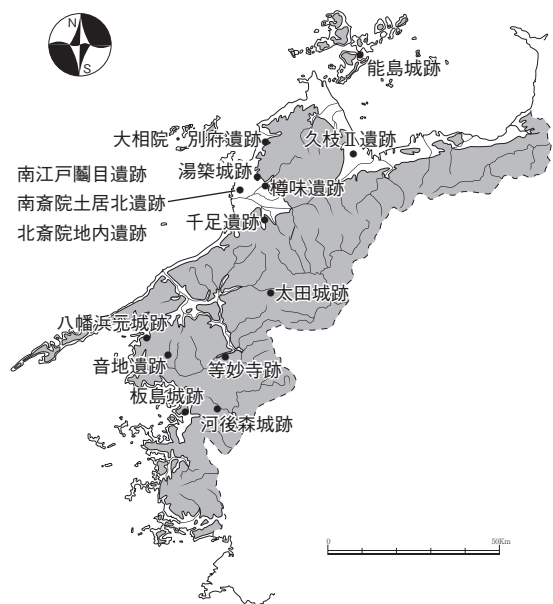 N
S
能島城跡
大相院・別府遺跡
久枝Ⅱ遺跡
湯築城跡
南江戸鬮目遺跡
樽味遺跡
南斎院土居北遺跡
千足遺跡
北斎院地内遺跡
太田城跡
八幡浜元城跡
音地遺跡
等妙寺跡
板島城跡
河後森城跡
0
50Km